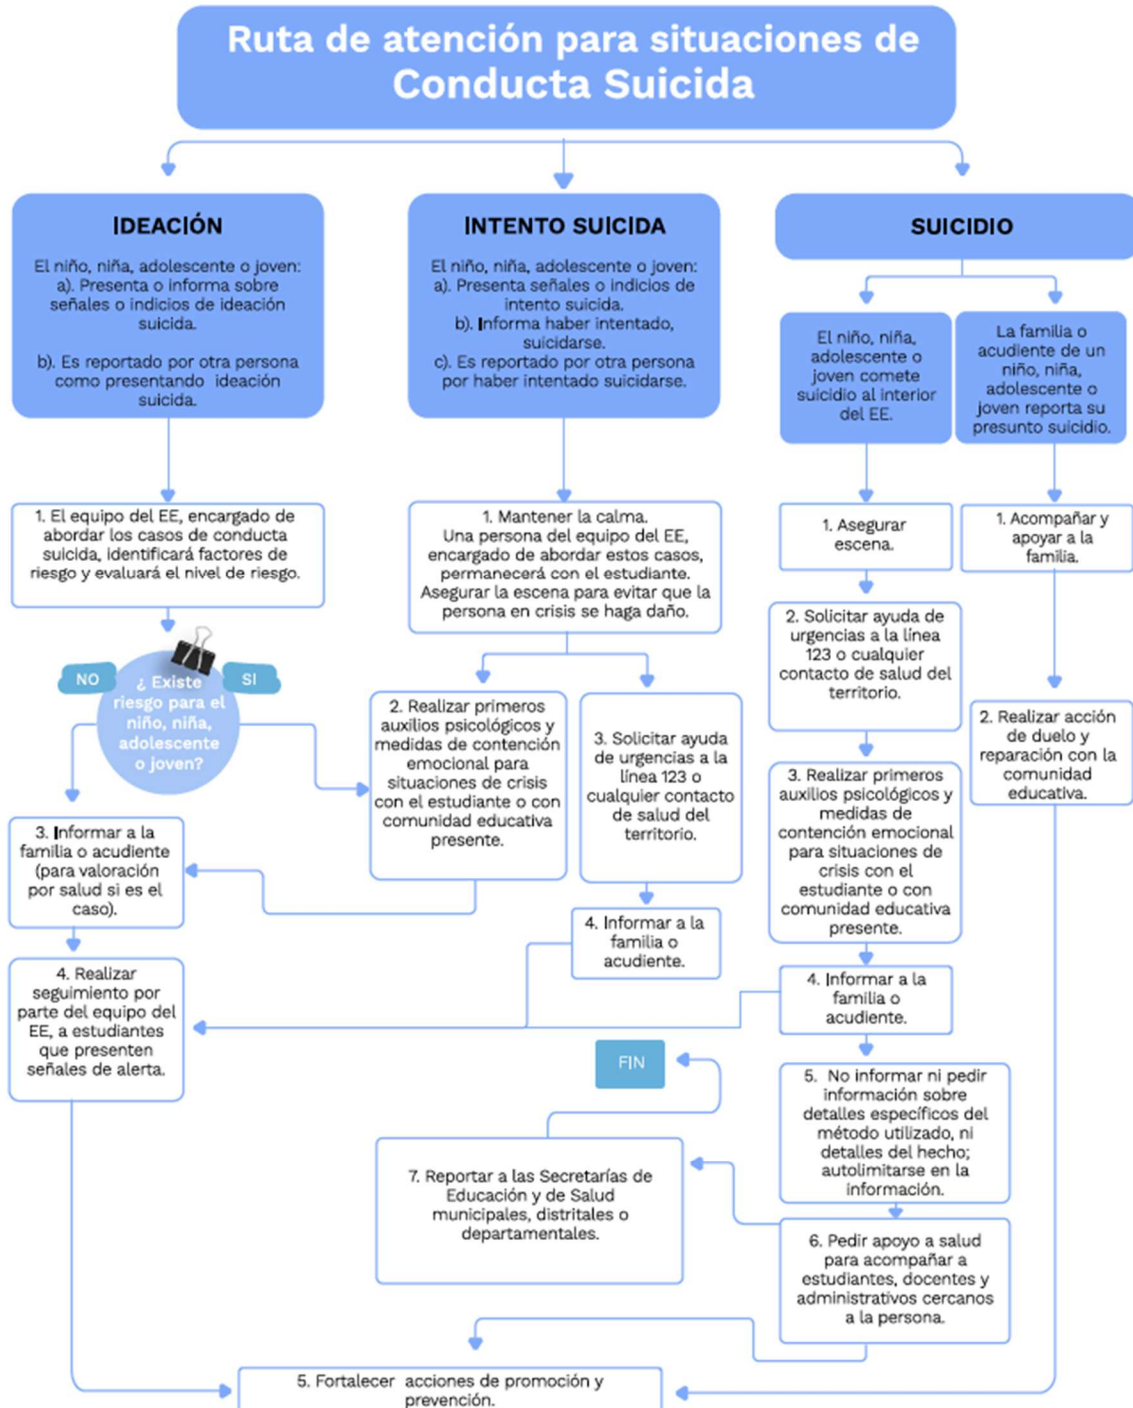 Ruta de atención para situaciones de
Conducta Suicida
IDEACIÓN
El niño, niña, adolescente o joven:
a). Presenta o informa sobre
señales o indicios de ideación
suicida.
b). Es reportado por otra persona
como presentando ideación
suicida.
INTENTO SUICIDA
El niño, niña, adolescente o joven:
a). Presenta señales o indicios de
intento suicida.
b). Informa haber intentado,
suicidarse.
c). Es reportado por otra persona
por haber intentado suicidarse.
SUICIDIO
El niño, niña,
adolescente o
joven comete
suicidio al interior
del EE.
La familia o
acudiente de un
niño, niña,
adolescente o
joven reporta su
presunto suicidio.
1. El equipo del EE, encargado de
abordar los casos de conducta
suicida, identificará factores de
riesgo y evaluará el nivel de riesgo.
NO
SI
¿ Existe
riesgo para el
niño, niña,
adolescente
o joven?
3. Informar a la
familia o acudiente
(para valoración
por salud si es el
caso).
4. Realizar
seguimiento por
parte del equipo del
EE, a estudiantes
que presenten
señales de alerta.
1. Mantener la calma.
Una persona del equipo del EE,
encargado de abordar estos casos,
permanecerá con el estudiante.
Asegurar la escena para evitar que la
persona en crisis se haga daño.
2. Realizar primeros
auxilios psicológicos y
medidas de contención
emocional para
situaciones de crisis
con el estudiante o con
comunidad educativa
presente.
3. Solicitar ayuda
de urgencias a la
línea 123 o
cualquier contacto
de salud del
territorio.
4. Informar a la
familia o
acudiente.
1. Asegurar
escena.
2. Solicitar ayuda de
urgencias a la línea
123 o cualquier
contacto de salud del
territorio.
3. Realizar primeros
auxilios psicológicos y
medidas de
contención emocional
para situaciones de
crisis con el
estudiante o con
comunidad educativa
presente.
4. Informar a la
familia o
acudiente.
5. No informar ni pedir
información sobre
detalles específicos del
método utilizado, ni
detalles del hecho;
autolimitarse en la
información.
6. Pedir apoyo a salud
para acompañar a
estudiantes, docentes y
administrativos cercanos
a la persona.
1. Acompañar y
apoyar a la
familia.
2. Realizar acción
de duelo y
reparación con la
comunidad
educativa.
FIN
7. Reportar a las Secretarías de
Educación y de Salud
municipales, distritales o
departamentales.
5. Fortalecer acciones de promoción y
prevención.